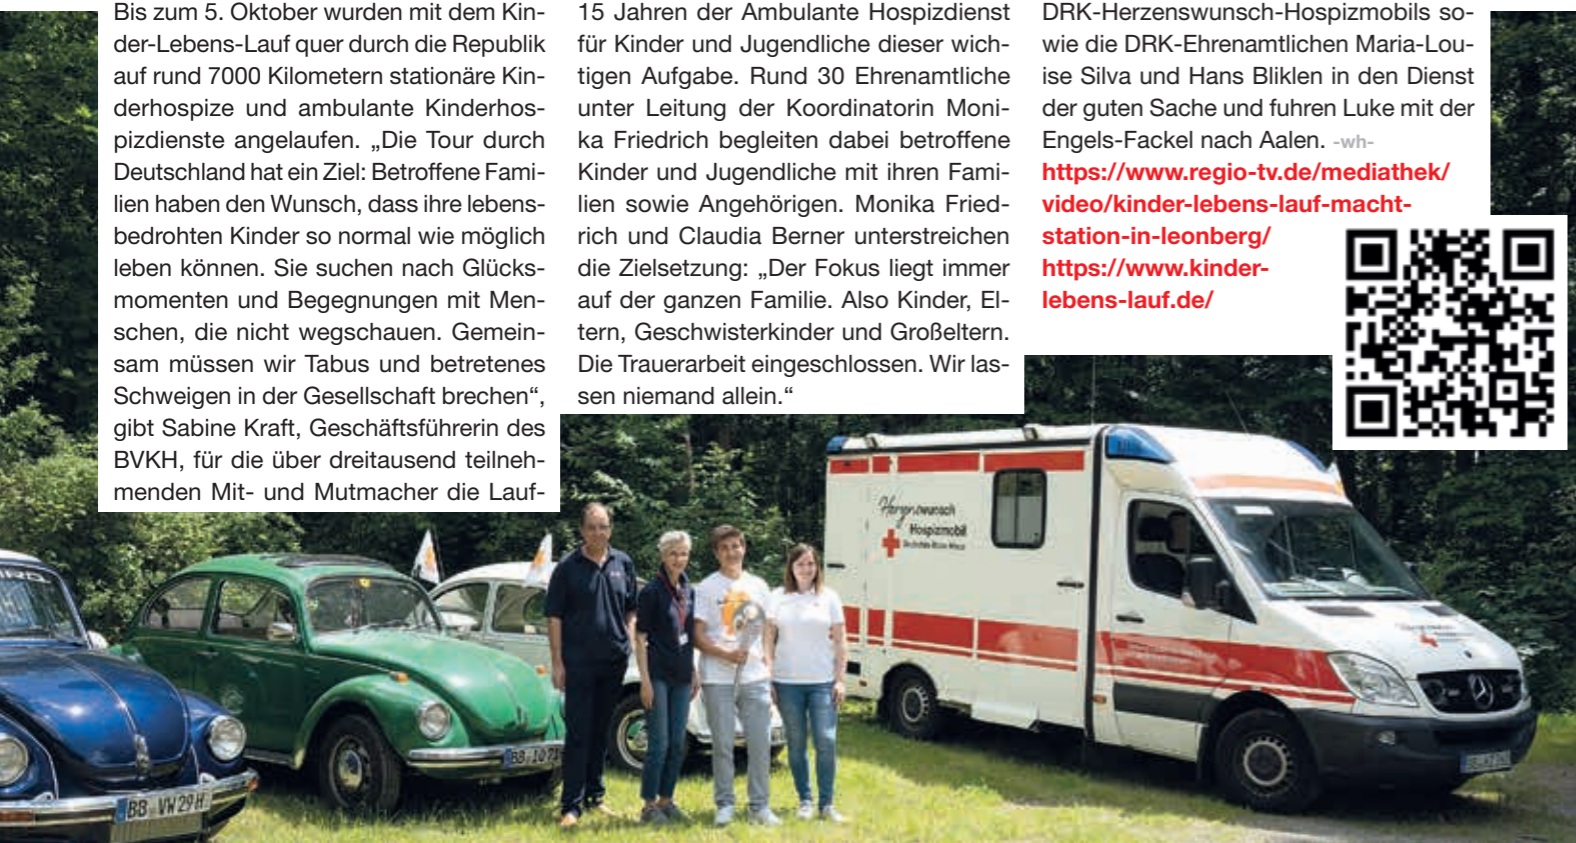 Bis zum 5. Oktober wurden mit dem Kin-
der-Lebens-Lauf quer durch die Republik
auf rund 7000 Kilometern stationäre Kin-
derhospize und ambulante Kinderhos-
pizdienste angelaufen. „Die Tour durch
Deutschland hat ein Ziel: Betroffene Fami-
lien haben den Wunsch, dass ihre lebens-
bedrohten Kinder so normal wie möglich
leben können. Sie suchen nach Glücks-
momenten und Begegnungen mit Men-
schen, die nicht wegschauen. Gemein-
sam müssen wir Tabus und betretenes
Schweigen in der Gesellschaft brechen“,
gibt Sabine Kraft, Geschäftsführerin des
BVKH, für die über dreitausend teilneh-
menden Mit- und Mutmacher die Lauf-
15 Jahren der Ambulante Hospizdienst
für Kinder und Jugendliche dieser wich-
tigen Aufgabe. Rund 30 Ehrenamtliche
unter Leitung der Koordinatorin Moni-
ka Friedrich begleiten dabei betroffene
Kinder und Jugendliche mit ihren Fami-
lien sowie Angehörigen. Monika Fried-
rich und Claudia Berner unterstreichen
die Zielsetzung: „Der Fokus liegt immer
auf der ganzen Familie. Also Kinder, El-
tern, Geschwisterkinder und Großeltern.
Die Trauerarbeit eingeschlossen. Wir las-
sen niemand allein.“
DRK-Herzenswunsch-Hospizmobils so-
wie die DRK-Ehrenamtlichen Maria-Lou-
ise Silva und Hans Bliklen in den Dienst
der guten Sache und fuhren Luke mit der
Engels-Fackel nach Aalen. -wh-
https://www.regio-tv.de/mediathek/
video/kinder-lebens-lauf-macht-
station-in-leonberg/
https://www.kinder-
lebens-lauf.de/
Herzenswunsch
Hospizmobil
Deutsches Rotes Kreuz
BB VW 29H